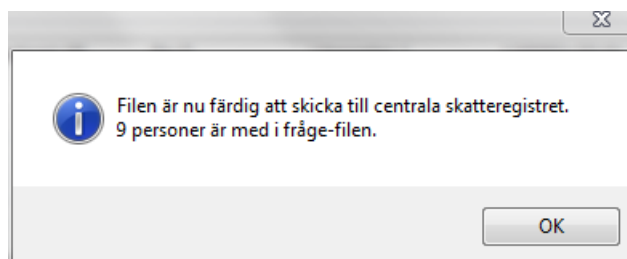 Filen är nu färdig att skicka till centrala skatteregistret.
9 personer är med i fråge-filen.
OK